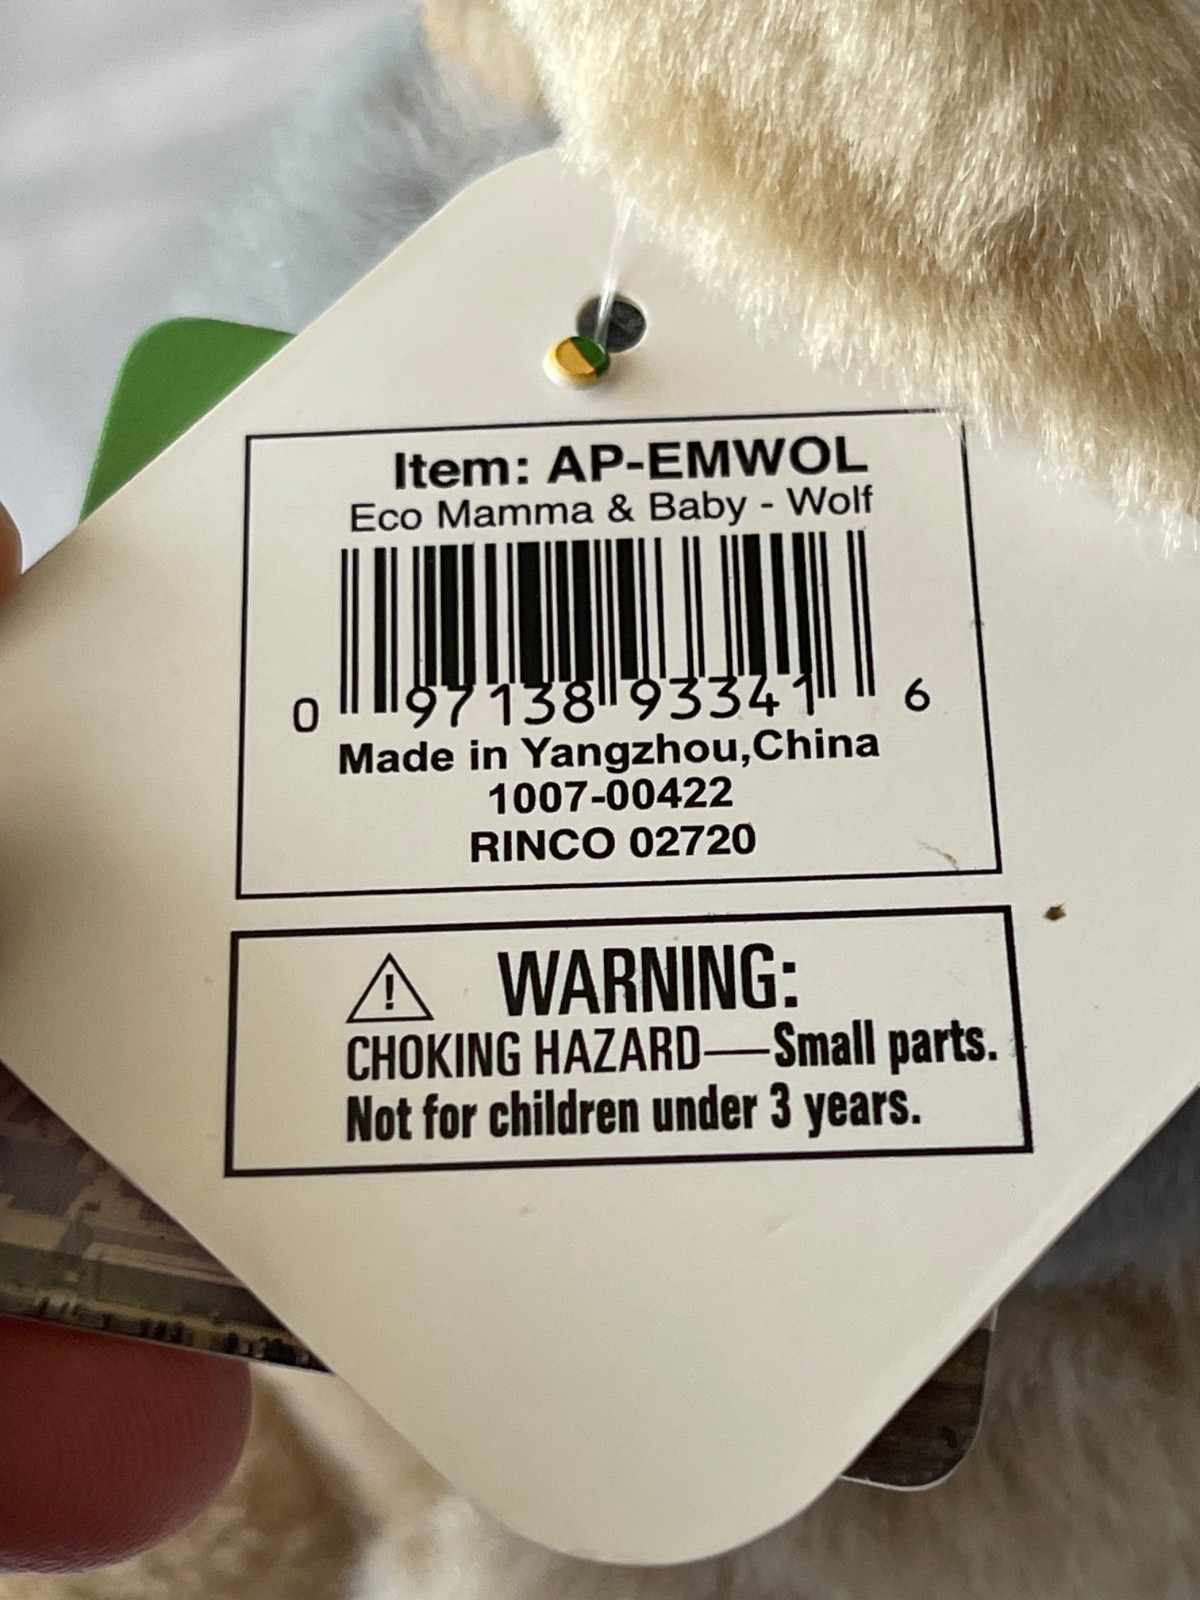 Item: AP-EMWOL
Eco Mamma & Baby - Wolf
0 97138 93341 6
Made in Yangzhou,China
1007-00422
RINCO 02720
WARNING:
CHOKING HAZARD—Small parts.
Not for children under 3 years.